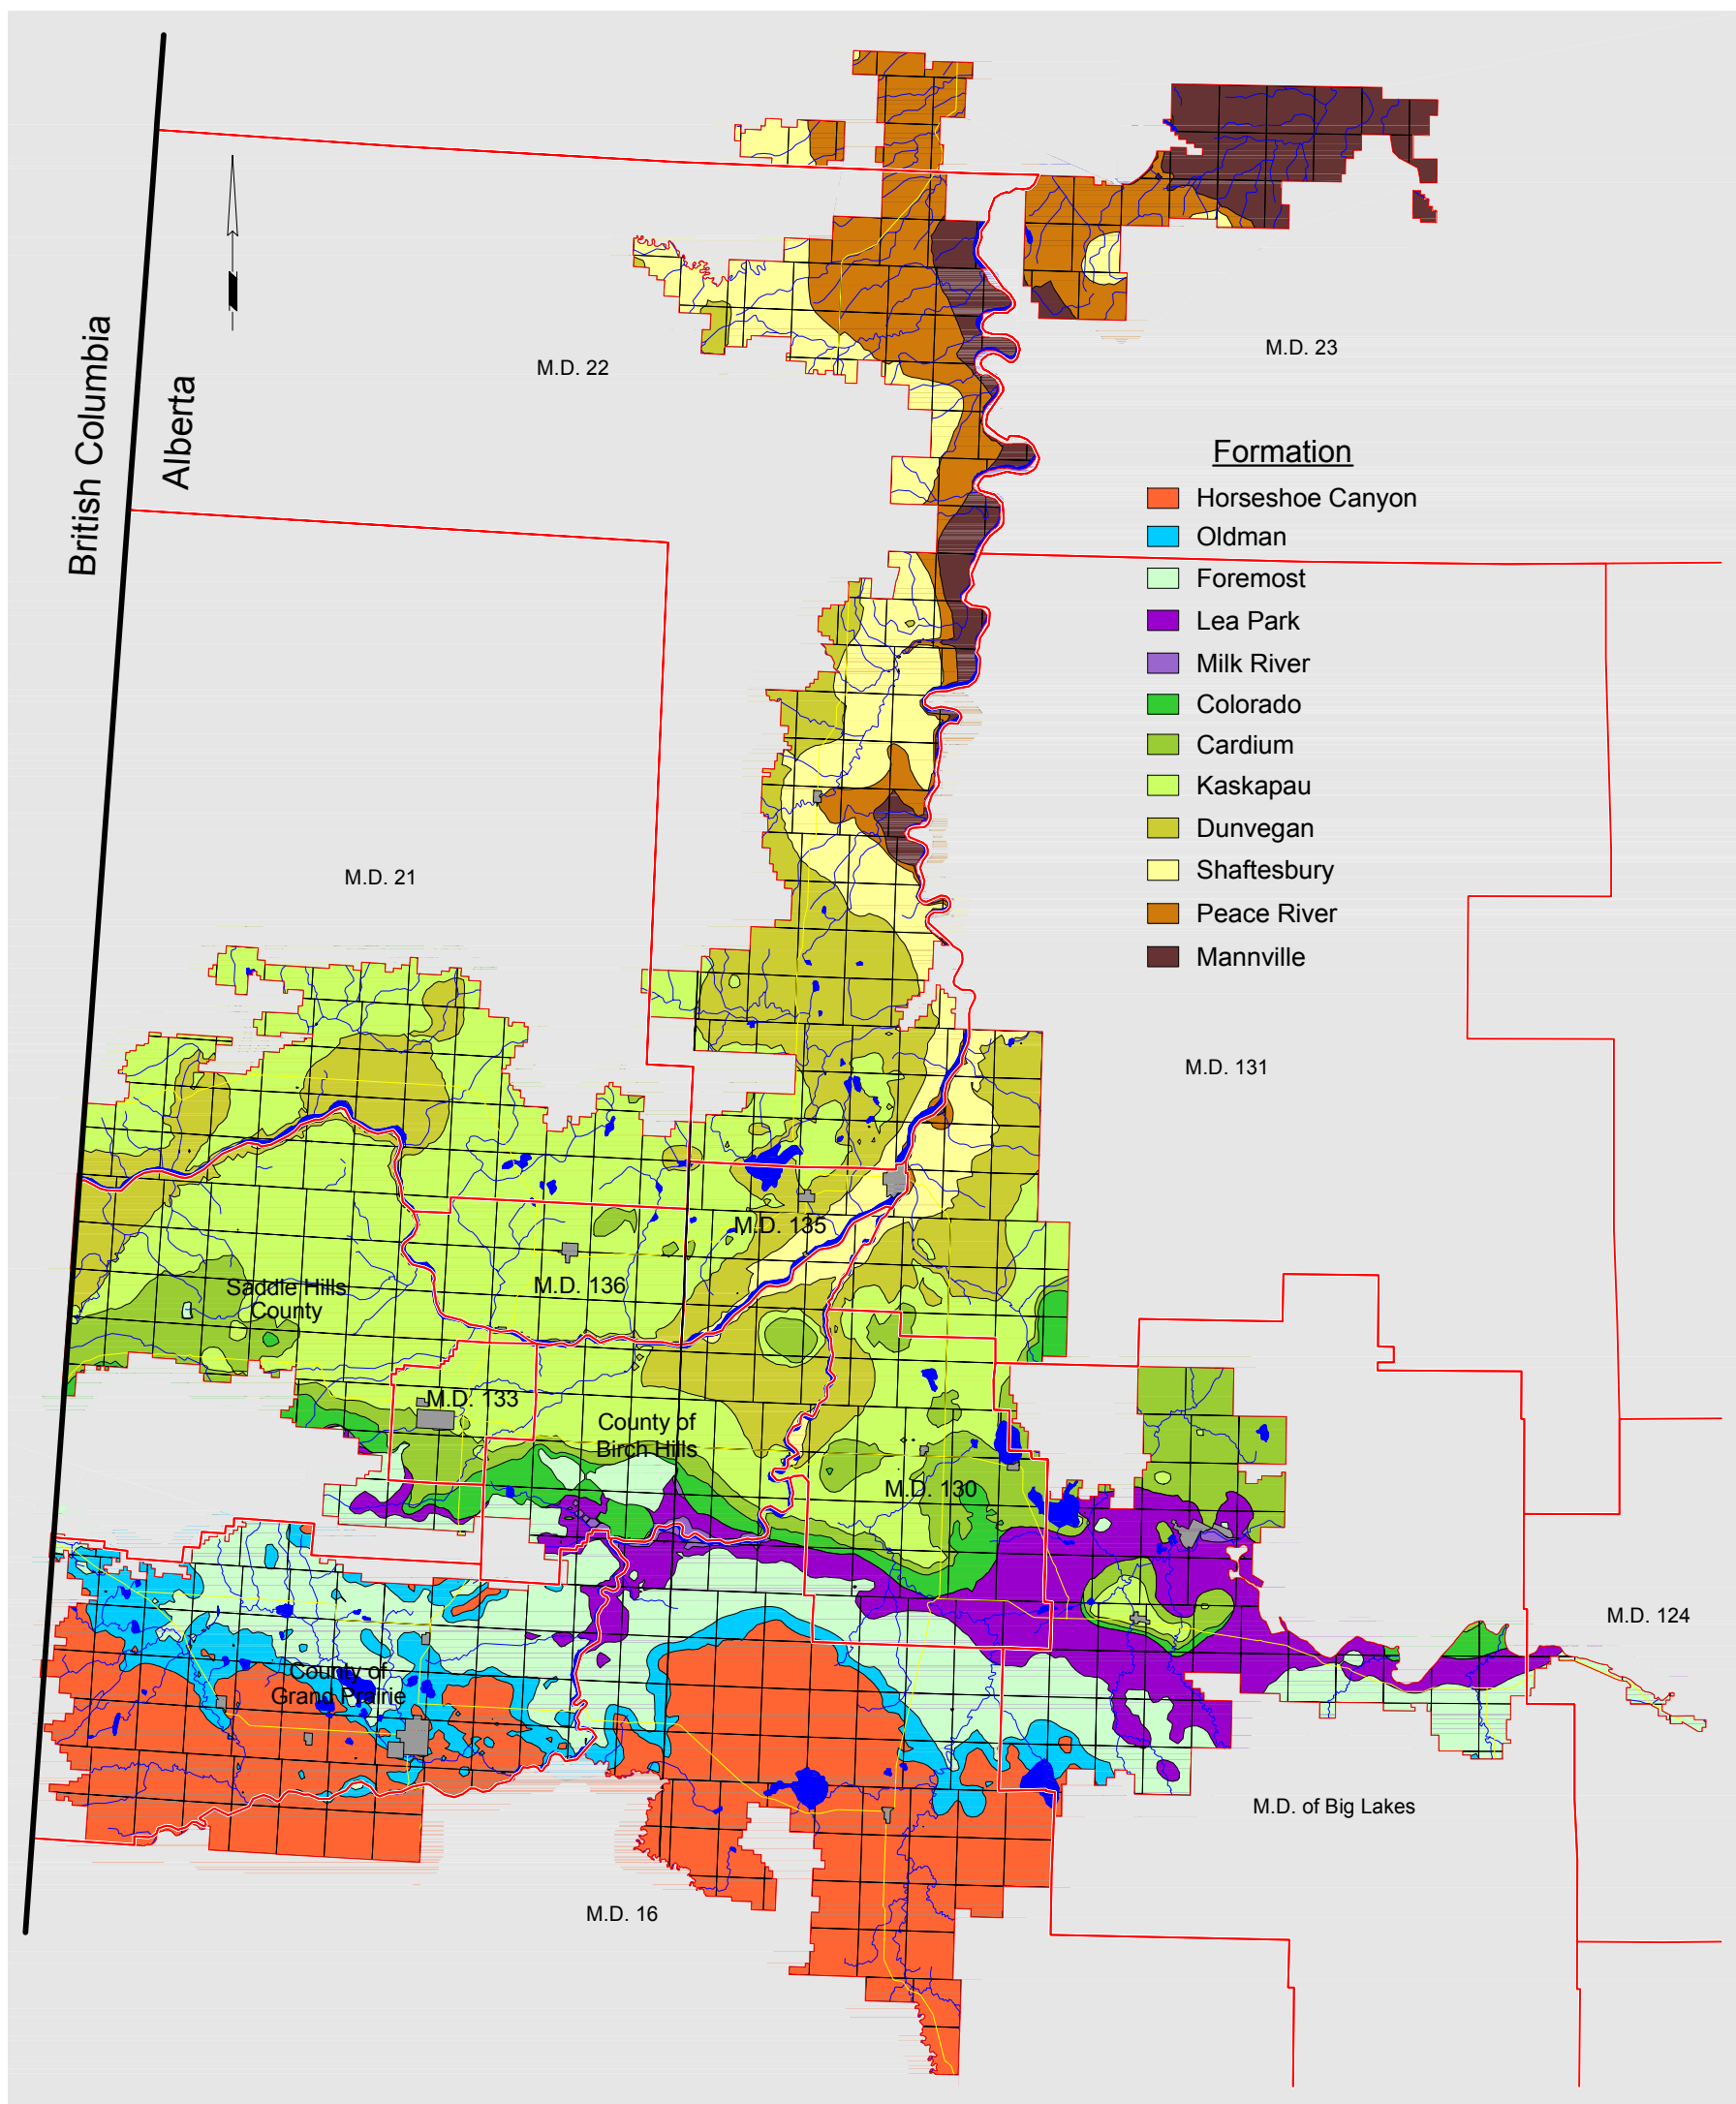 British Columbia
Alberta
M.D. 22
M.D. 23
Formation
Horseshoe Canyon
Oldman
Foremost
Lea Park
Milk River
Colorado
Cardium
Kaskapau
Dunvegan
Shaftesbury
Peace River
Mannville
M.D. 21
M.D. 131
M.D. 135
Saddle Hills
County
M.D. 136
M.D. 133
County of
Birch Hills
M.D. 130
M.D. 124
County of
Grand Prairie
M.D. of Big Lakes
M.D. 16